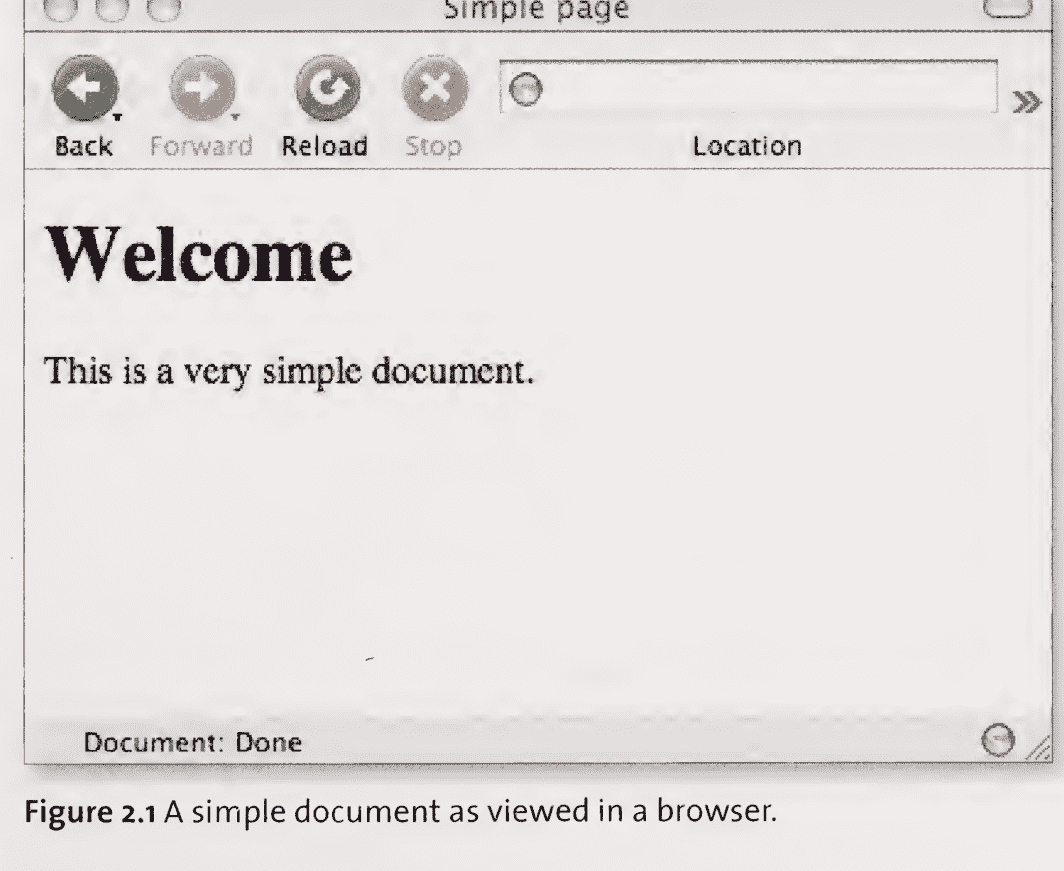 Simple page
Back Forward Reload Stop Location
Welcome
This is a very simple document.
Document: Done
Figure 2.1 A simple document as viewed in a browser.